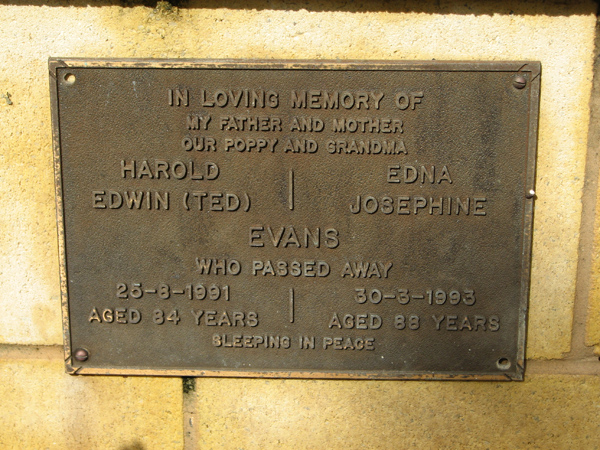 IN LOVING MEMORY OF
MY FATHER AND MOTHER
OUR POPPY AND GRANDMA
HAROLD EDNA
EDWIN (TED) JOSEPHINE
EVANS
WHO PASSED AWAY
25-8-1991 30-3-1993
AGED 84 YEARS AGED 88 YEARS
SLEEPING IN PEACE